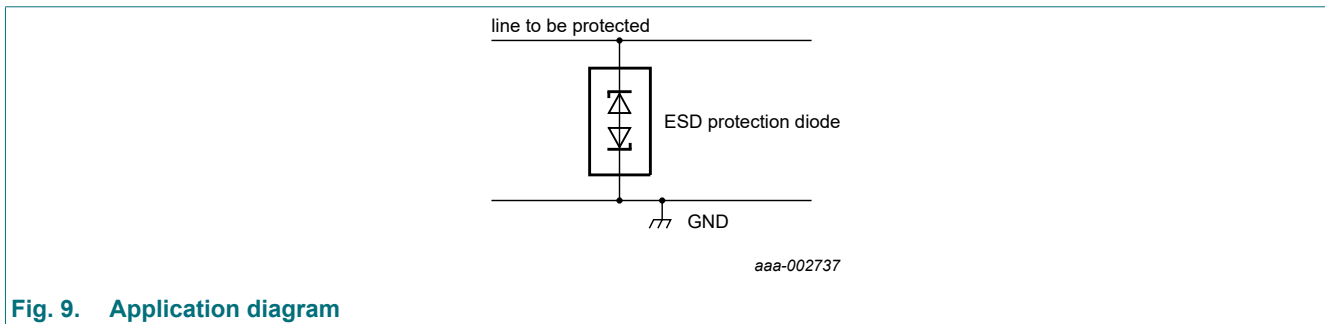 line to be protected
ESD protection diode
GND
aaa-002737
Fig. 9. Application diagram